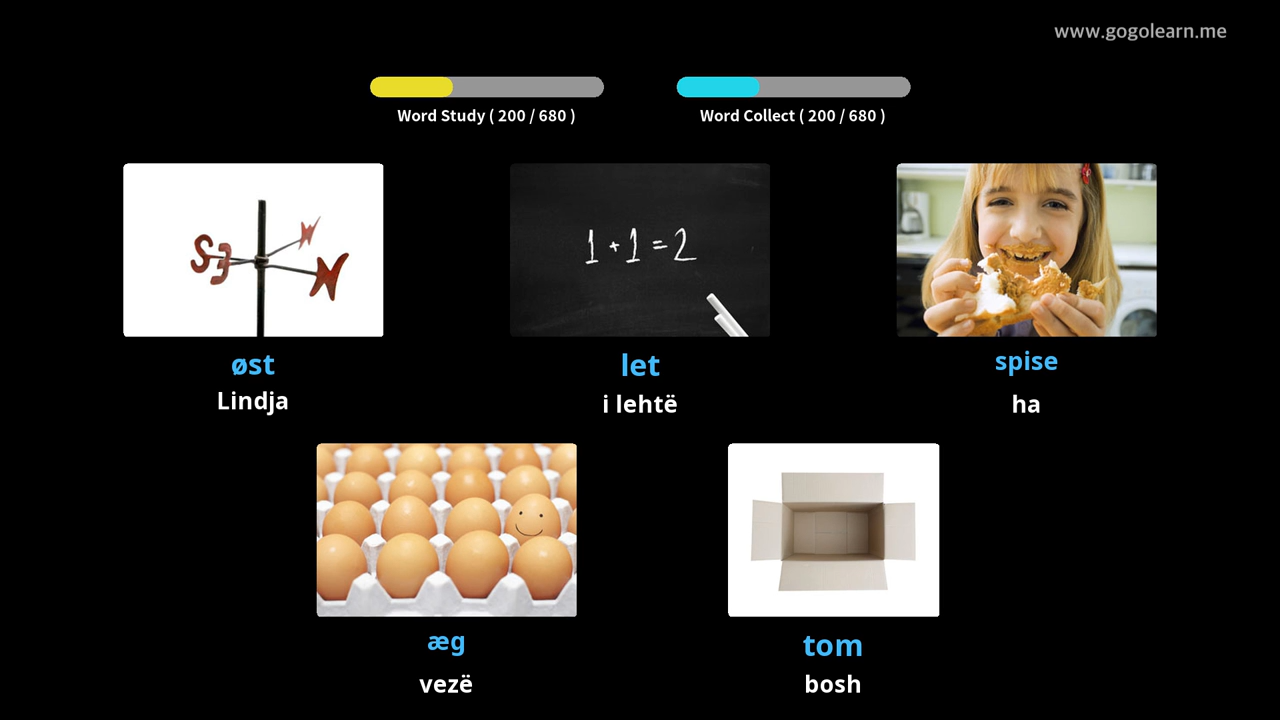 www.gogolearn.me
Word Study ( 200 / 680 )
Word Collect ( 200 / 680 )
S E N W
1 + 1 = 2
øst
Lindja
let
i lehtë
spise
ha
æg
vezë
tom
bosh